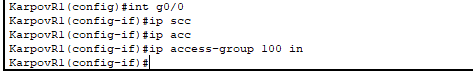 KarpovR1(config)#int g0/0
KarpovR1(config-if)#ip scc
KarpovR1(config-if)#ip acc
KarpovR1(config-if)#ip access-group 100 in
KarpovR1(config-if)#